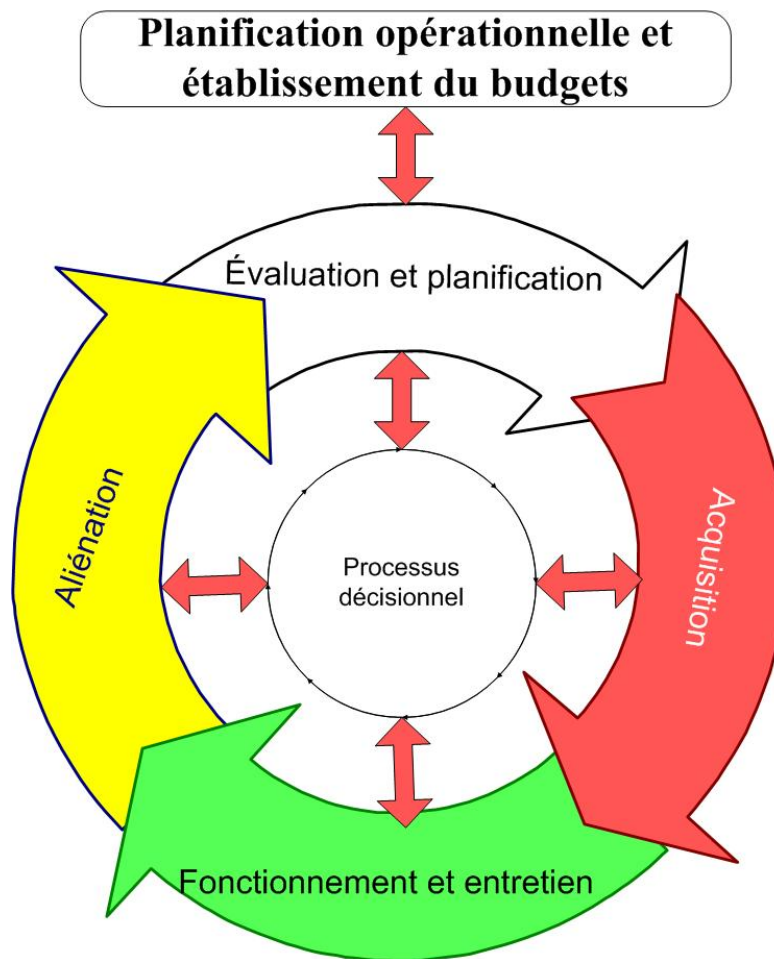 Planification opérationnelle et
établissement du budgets
Évaluation et planification
Acquisition
Aliénation
Processus
décisionnel
Fonctionnement et entretien